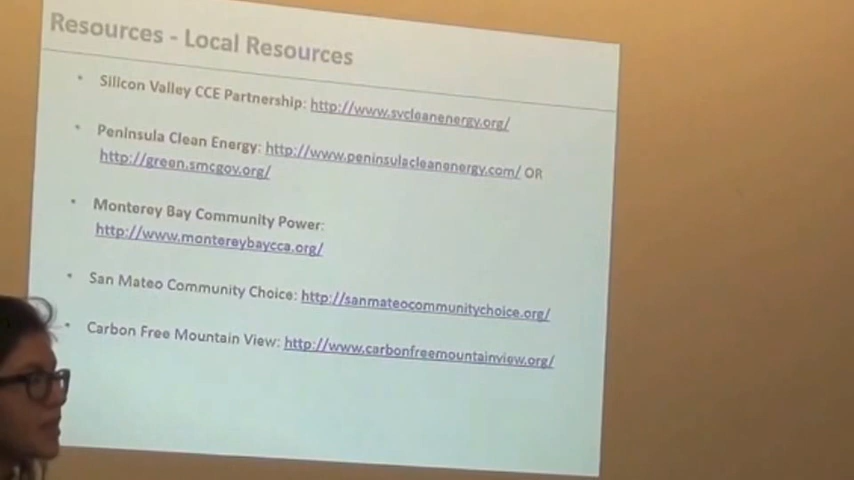 Resources - Local Resources
• Silicon Valley CCE Partnership: http://www.svcleanenergy.org/
• Peninsula Clean Energy: http://www.peninsulacleanenergy.com/ OR
http://green.smcgov.org/
• Monterey Bay Community Power:
http://www.montereybaycca.org/
• San Mateo Community Choice: http://sanmateocommunitychoice.org/
• Carbon Free Mountain View: http://www.carbonfreemountainview.org/